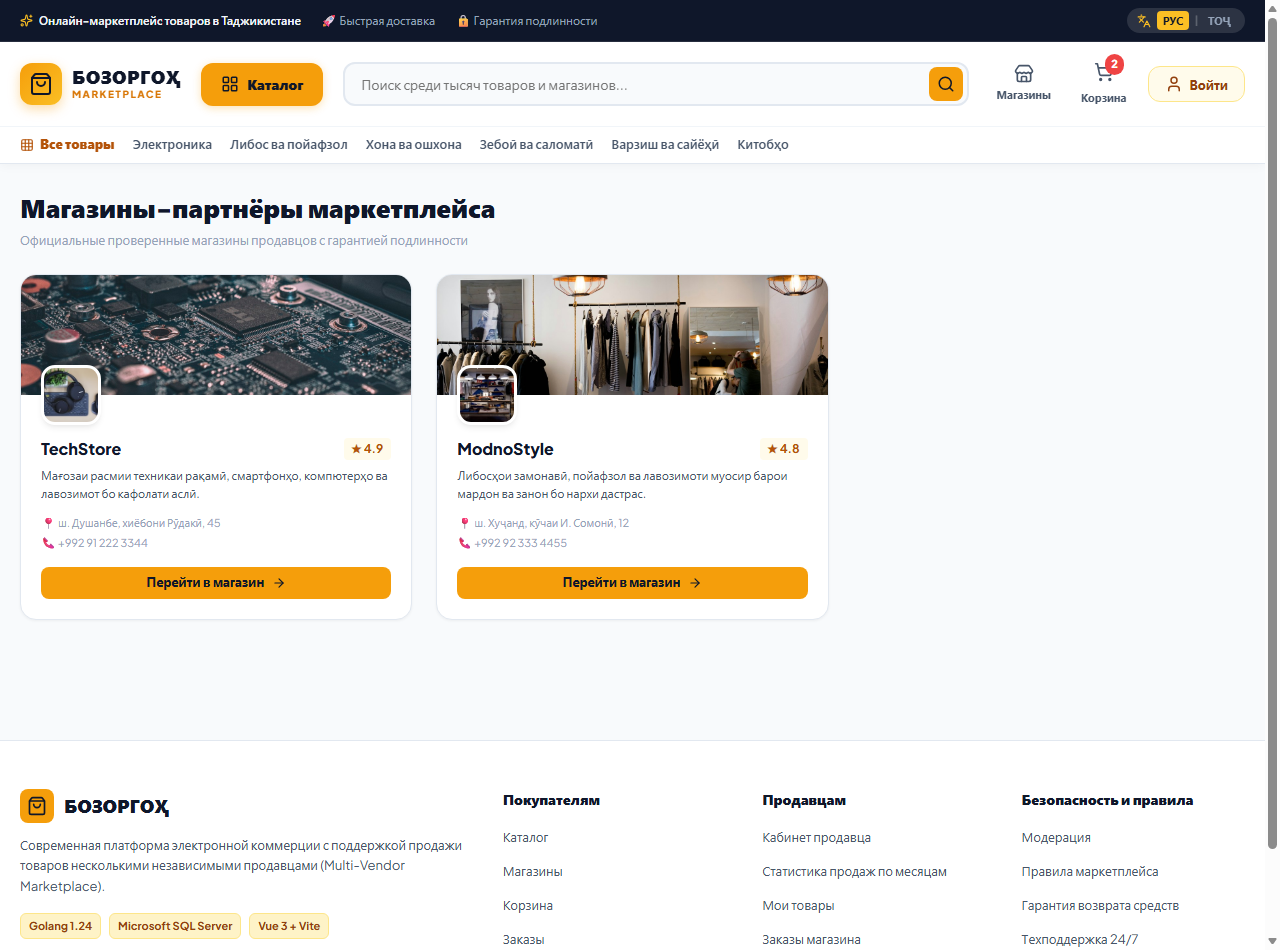 Онлайн-маркетплейс товаров в Таджикистане
🚀 Быстрая доставка
🔒 Гарантия подлинности
РУС | ТОҶ
БОЗОРГОҲ
MARKETPLACE
Каталог
Поиск среди тысяч товаров и магазинов...
Магазины
2
Корзина
Войти
Все товары
Электроника
Либос ва пойафзол
Хона ва ошхона
Зебоӣ ва саломатӣ
Варзиш ва сайёҳӣ
Китобҳо
Магазины-партнёры маркетплейса
Официальные проверенные магазины продавцов с гарантией подлинности
TechStore
★ 4.9
Мағозаи расмии техникаи рақамӣ, смартфонҳо, компютерҳо ва
лавозимот бо кафолати аслӣ.
📍 ш. Душанбе, хиёбони Рӯдакӣ, 45
📞 +992 91 222 3344
Перейти в магазин →
ModnoStyle
★ 4.8
Либосҳои замонавӣ, пойафзол ва лавозимоти муосир барои
мардон ва занон бо нархи дастрас.
📍 ш. Хуҷанд, кӯчаи И. Сомонӣ, 12
📞 +992 92 333 4455
Перейти в магазин →
БОЗОРГОҲ
Современная платформа электронной коммерции с поддержкой продажи
товаров несколькими независимыми продавцами (Multi-Vendor
Marketplace).
Golang 1.24
Microsoft SQL Server
Vue 3 + Vite
Покупателям
Каталог
Магазины
Корзина
Заказы
Продавцам
Кабинет продавца
Статистика продаж по месяцам
Мои товары
Заказы магазина
Безопасность и правила
Модерация
Правила маркетплейса
Гарантия возврата средств
Техподдержка 24/7